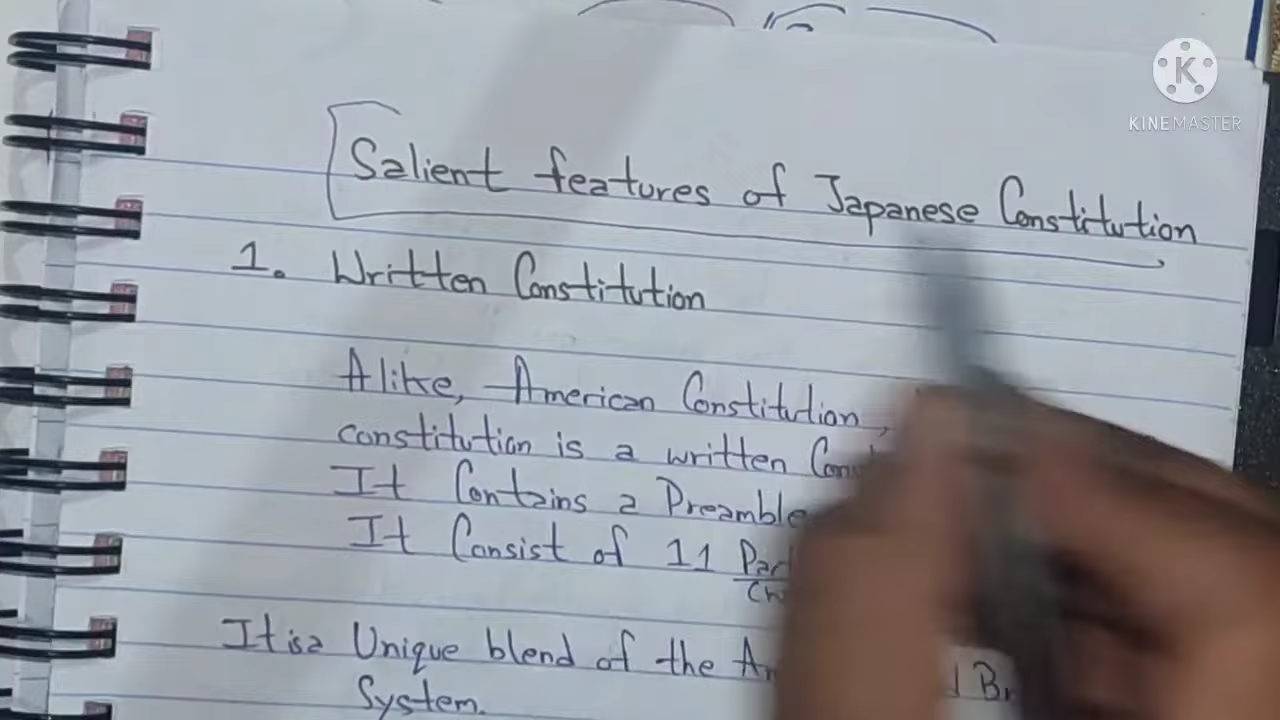 KINEMASTER
Salient features of Japanese Constitution
1. Written Constitution
Alike, American Constitution,
constitution is a written
It Contains a Preamble
It Consist of 11
It is a Unique blend of the
System.